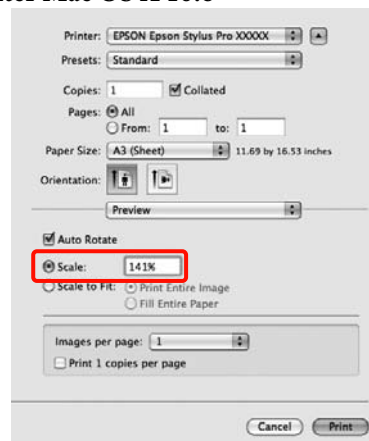 Printer: EPSON Epson Stylus Pro XXXXX
Presets: Standard
Copies: 1 Collated
Pages: All
From: 1 to: 1
Paper Size: A3 (Sheet) 11.69 by 16.53 inches
Orientation:
Preview
Auto Rotate
Scale: 141%
Scale to Fit: Print Entire Image
Fill Entire Paper
Images per page: 1
Print 1 copies per page
Cancel Print